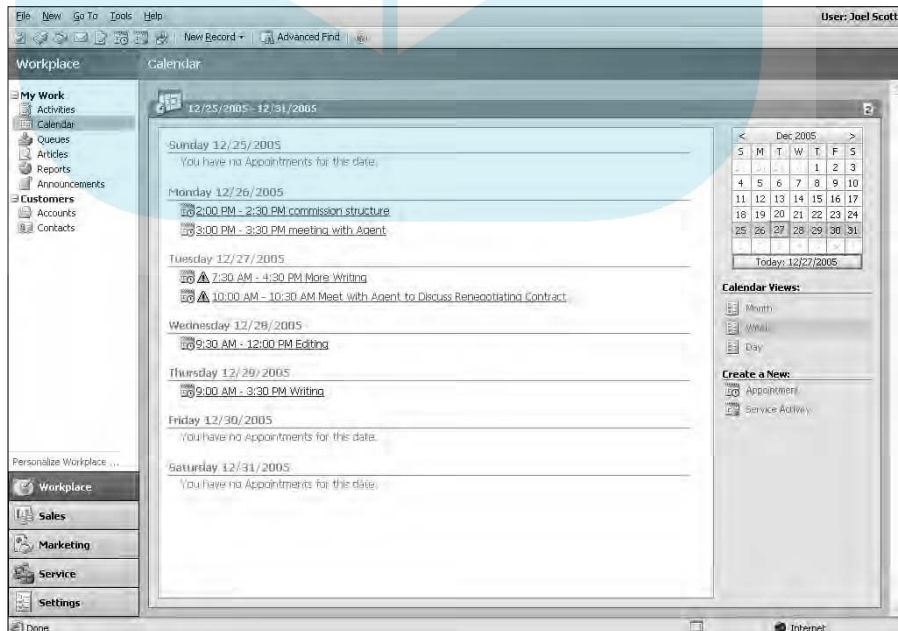 File New Go To Tools Help User: Joel Scott
New Record Advanced Find
Workplace Calendar
My Work
Activities
Calendar
Queues
Articles
Reports
Announcements
Customers
Accounts
Contacts
Personalize Workplace ...
Workplace
Sales
Marketing
Service
Settings
12/25/2005 - 12/31/2005
Sunday 12/25/2005
You have no Appointments for this date.
Monday 12/26/2005
2:00 PM - 2:30 PM commission structure
3:00 PM - 3:30 PM meeting with Agent
Tuesday 12/27/2005
7:30 AM - 4:30 PM More Writing
10:00 AM - 10:30 AM Meet with Agent to Discuss Renegotiating Contract
Wednesday 12/28/2005
9:30 AM - 12:00 PM Editing
Thursday 12/29/2005
9:00 AM - 3:30 PM Writing
Friday 12/30/2005
You have no Appointments for this date.
Saturday 12/31/2005
You have no Appointments for this date.
< Dec 2005 >
S M T W T F S
1 2 3
4 5 6 7 8 9 10
11 12 13 14 15 16 17
18 19 20 21 22 23 24
25 26 27 28 29 30 31
Today: 12/27/2005
Calendar Views:
Month
Week
Day
Create a New:
Appointment
Service Activity
Done Internet